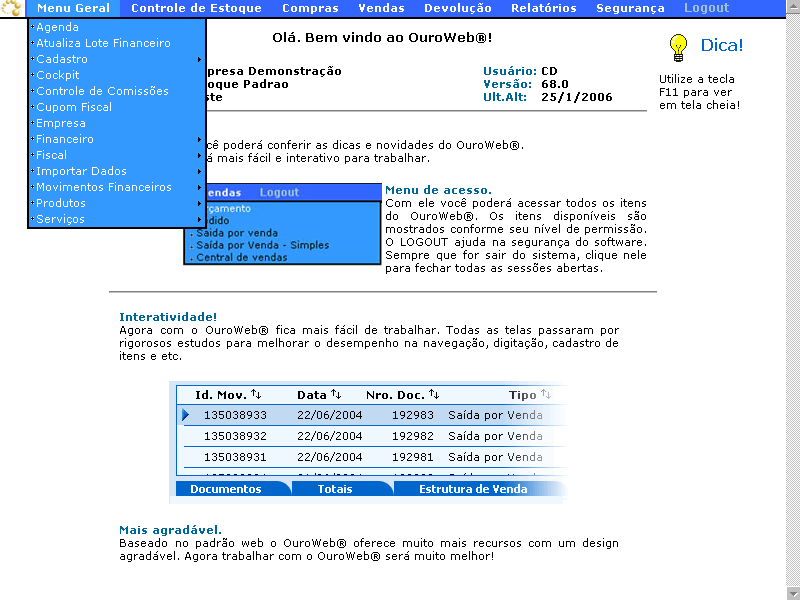 Menu Geral Controle de Estoque Compras Vendas Devolução Relatórios Segurança Logout
Agenda
Atualiza Lote Financeiro
Cadastro
Cockpit
Controle de Comissões
Cupom Fiscal
Empresa
Financeiro
Fiscal
Importar Dados
Movimentos Financeiros
Produtos
Serviços
Olá. Bem vindo ao OuroWeb®!
presa Demonstração
oque Padrao
ste
Usuário: CD
Versão: 68.0
Ult.Alt: 25/1/2006
Dica!
Utilize a tecla
F11 para ver
em tela cheia!
cê poderá conferir as dicas e novidades do OuroWeb®.
á mais fácil e interativo para trabalhar.
endas Logout
rçamento
dido
. Saida por venda
. Saída por Venda - Simples
. Central de vendas
Menu de acesso.
Com ele você poderá acessar todos os itens
do OuroWeb®. Os itens disponíveis são
mostrados conforme seu nível de permissão.
O LOGOUT ajuda na segurança do software.
Sempre que for sair do sistema, clique nele
para fechar todas as sessões abertas.
Interatividade!
Agora com o OuroWeb® fica mais fácil de trabalhar. Todas as telas passaram por
rigorosos estudos para melhorar o desempenho na navegação, digitação, cadastro de
itens e etc.
Id. Mov. Data Nro. Doc. Tipo
135038933 22/06/2004 192983 Saída por Venda
135038932 22/06/2004 192982 Saída por Venda
135038931 22/06/2004 192981 Saída por Venda
Documentos Totais Estrutura de Venda
Mais agradável.
Baseado no padrão web o OuroWeb® oferece muito mais recursos com um design
agradável. Agora trabalhar com o OuroWeb® será muito melhor!